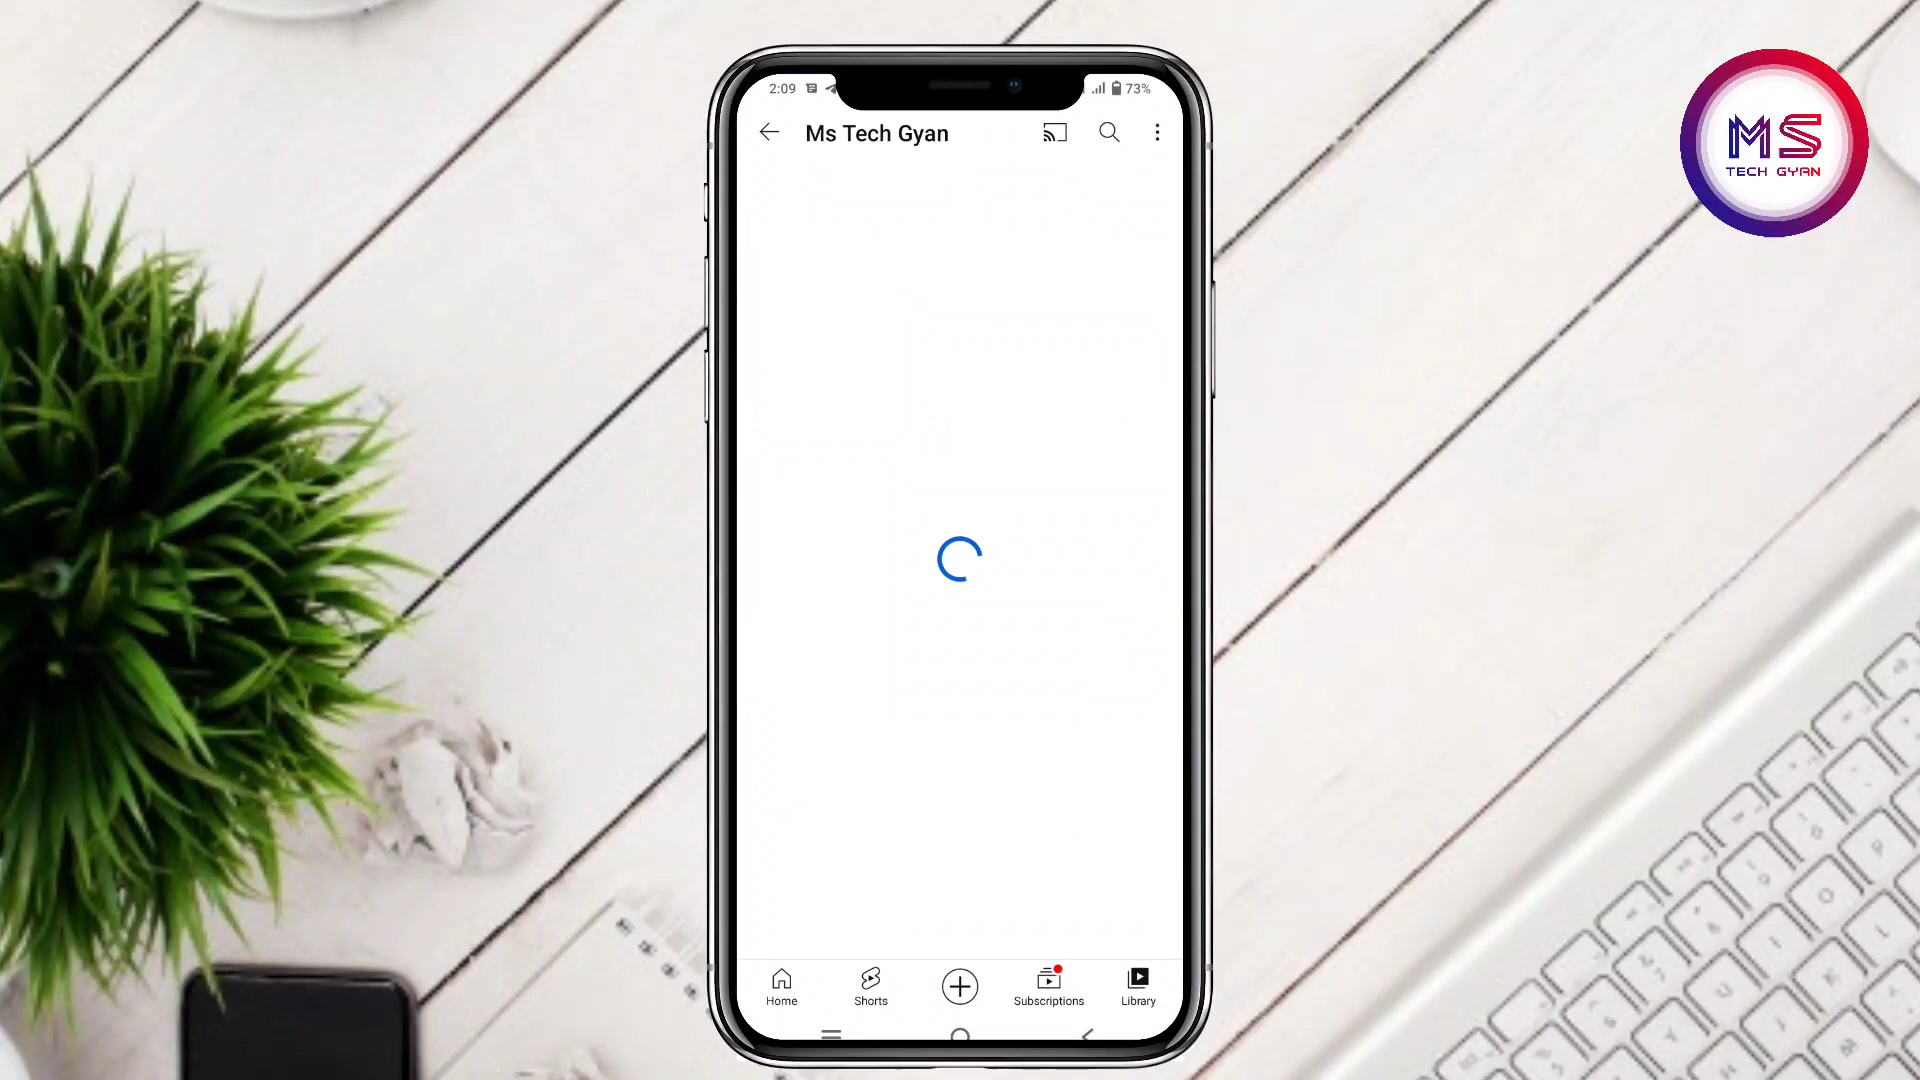 2:09
73%
Ms Tech Gyan
MS
TECH GYAN
Home
Shorts
Subscriptions
Library